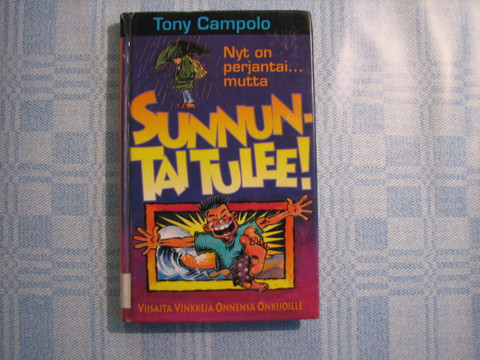 Tony Campolo
Nyt on
perjantai...
mutta
SUNNUN-
TAI TULEE!
VIISAITA VINKKEJÄ ONNENSA ONKIJOILLE